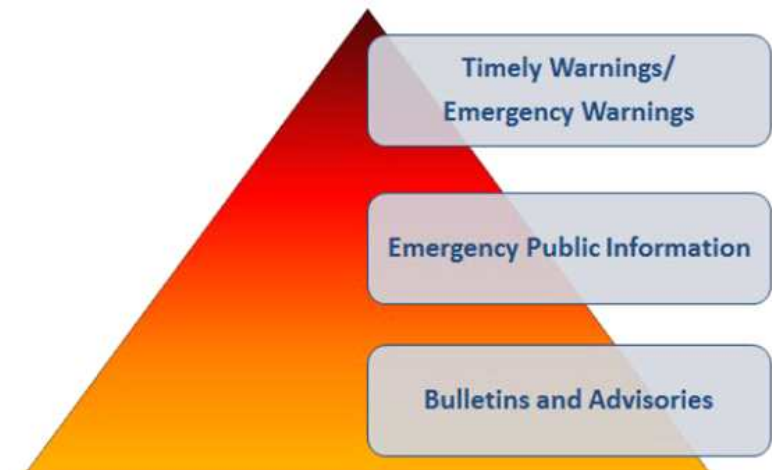 Timely Warnings/
Emergency Warnings
Emergency Public Information
Bulletins and Advisories